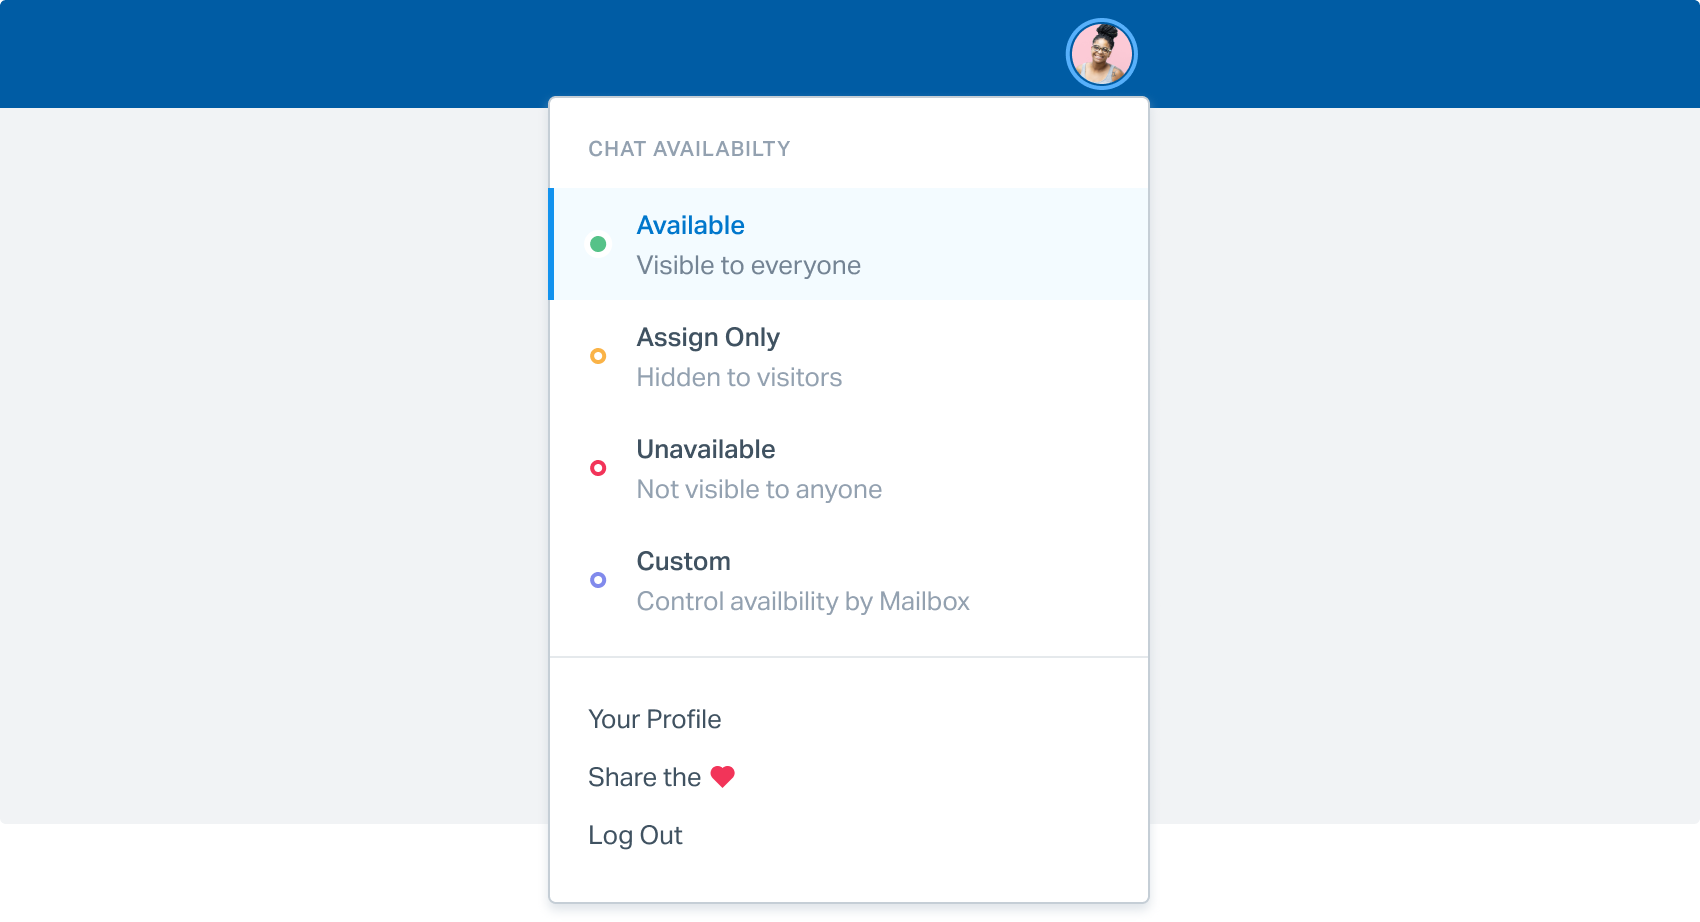 CHAT AVAILABILTY
Available
Visible to everyone
Assign Only
Hidden to visitors
Unavailable
Not visible to anyone
Custom
Control availbility by Mailbox
Your Profile
Share the
Log Out